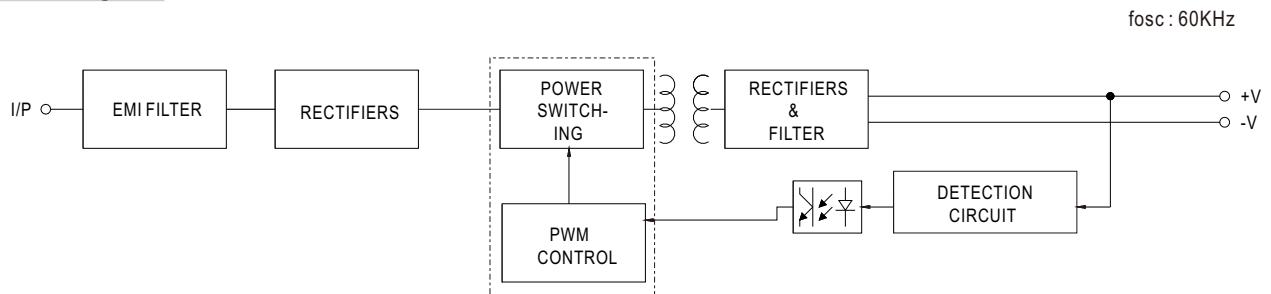 fosc : 60KHz
I/P
EMI FILTER
RECTIFIERS
POWER
SWITCH-
ING
RECTIFIERS
&
FILTER
+V
-V
DETECTION
CIRCUIT
PWM
CONTROL